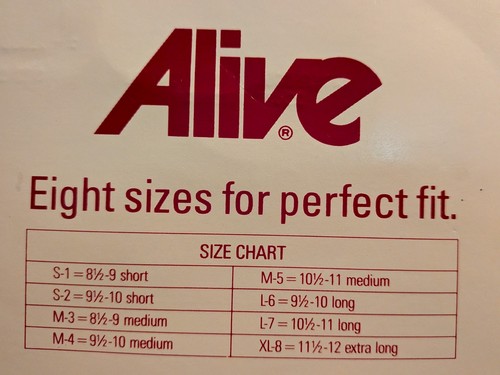 Alive®
Eight sizes for perfect fit.
SIZE CHART
S-1 = 8½-9 short
S-2 = 9½-10 short
M-3 = 8½-9 medium
M-4 = 9½-10 medium
M-5 = 10½-11 medium
L-6 = 9½-10 long
L-7 = 10½-11 long
XL-8 = 11½-12 extra long